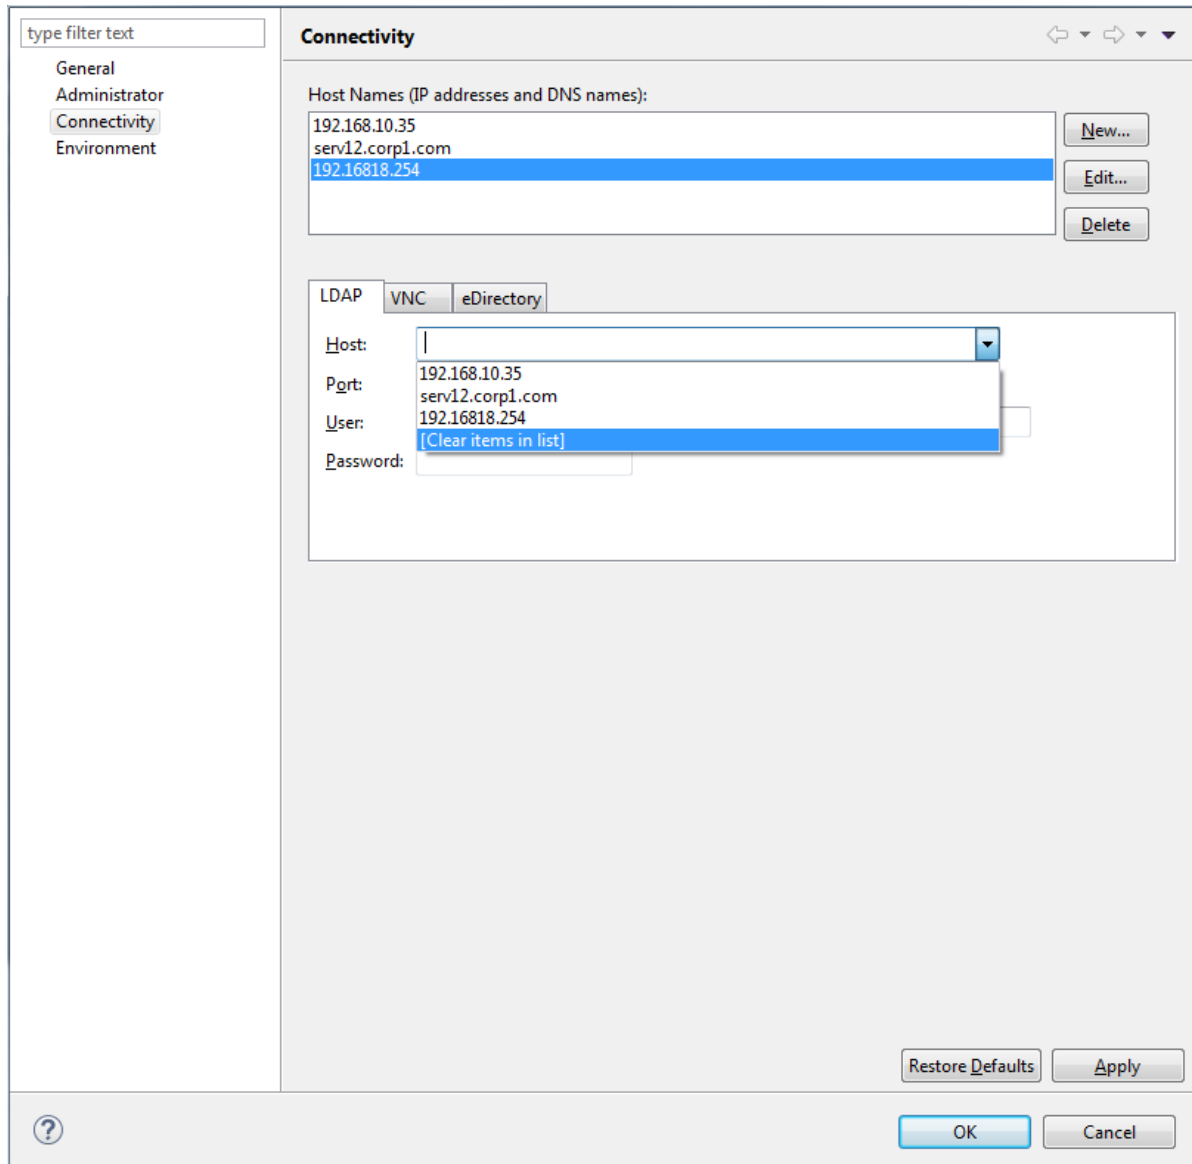 type filter text
General
Administrator
Connectivity
Environment
Connectivity
Host Names (IP addresses and DNS names):
192.168.10.35
serv12.corp1.com
192.16818.254
New...
Edit...
Delete
LDAP VNC eDirectory
Host:
192.168.10.35
serv12.corp1.com
192.16818.254
[Clear items in list]
Port:
User:
Password:
Restore Defaults Apply
OK Cancel